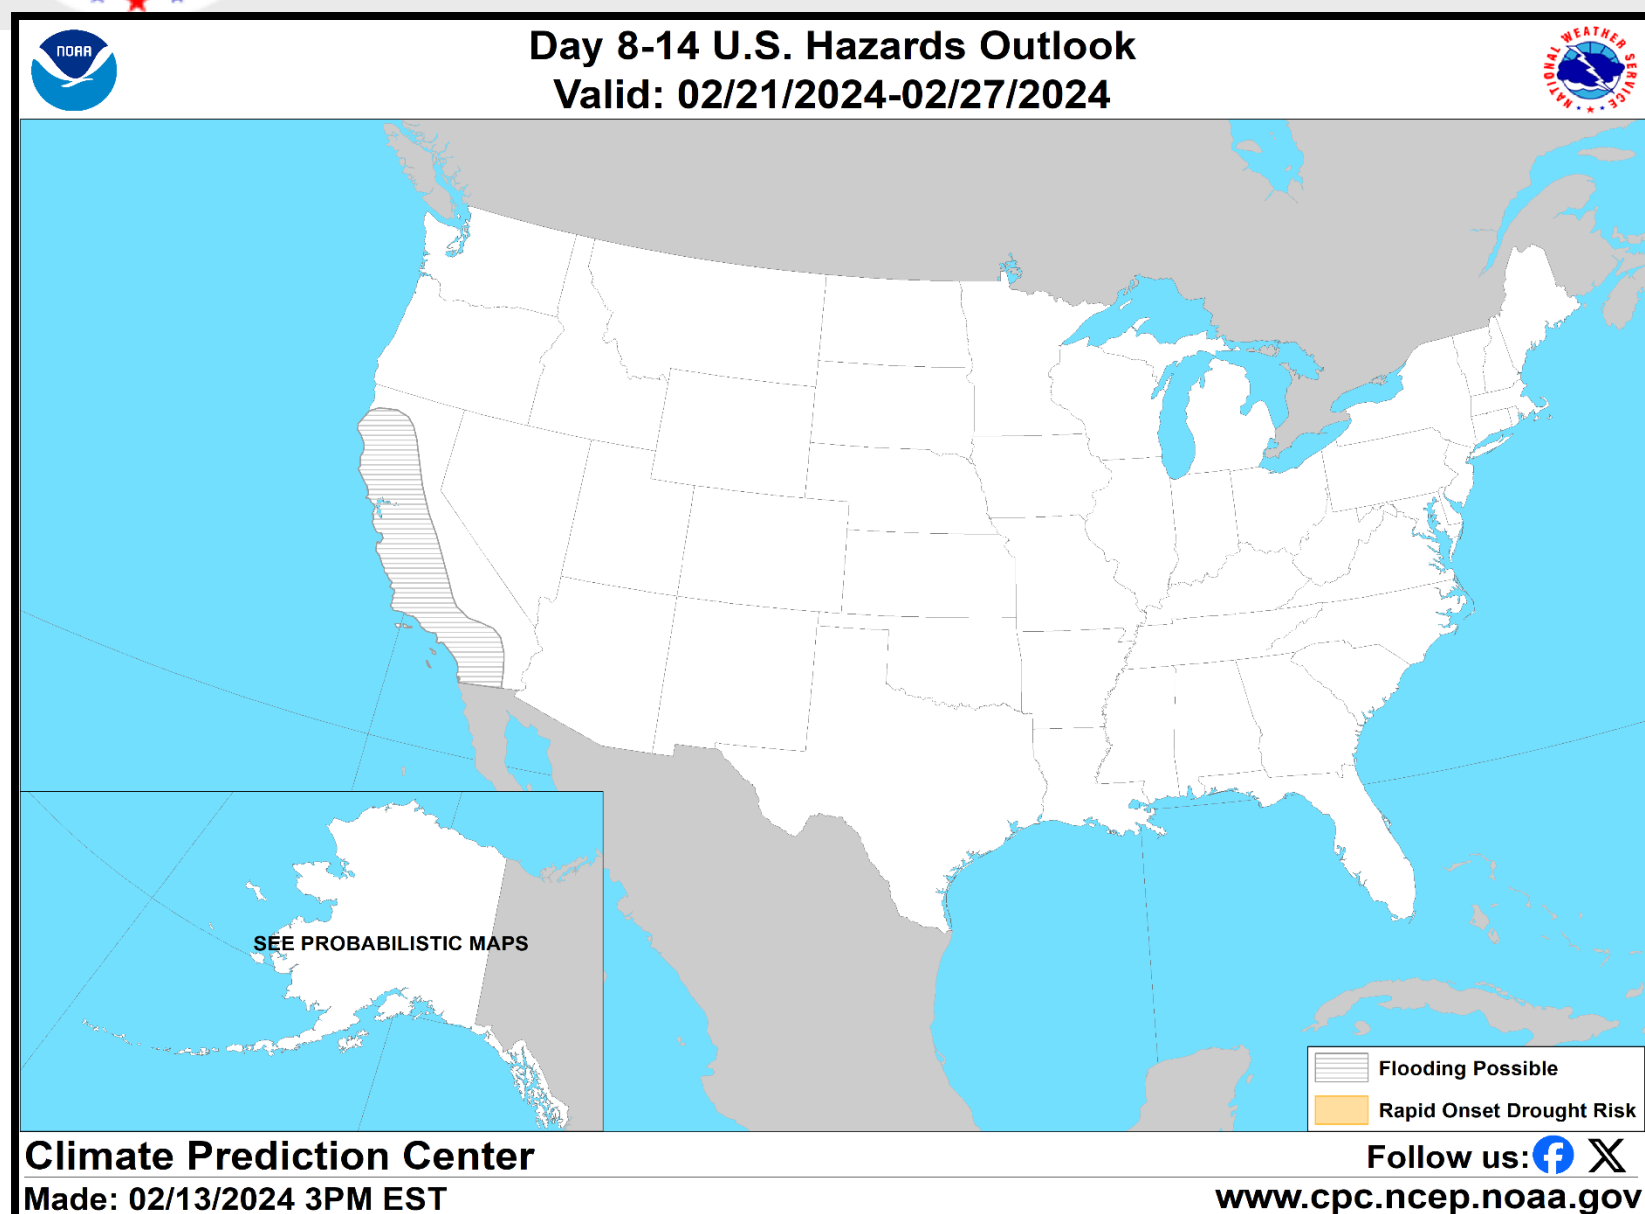 Day 8-14 U.S. Hazards Outlook
Valid: 02/21/2024-02/27/2024
NOAA
NATIONAL WEATHER SERVICE
SEE PROBABILISTIC MAPS
Flooding Possible
Rapid Onset Drought Risk
Climate Prediction Center
Follow us:
Made: 02/13/2024 3PM EST
www.cpc.ncep.noaa.gov